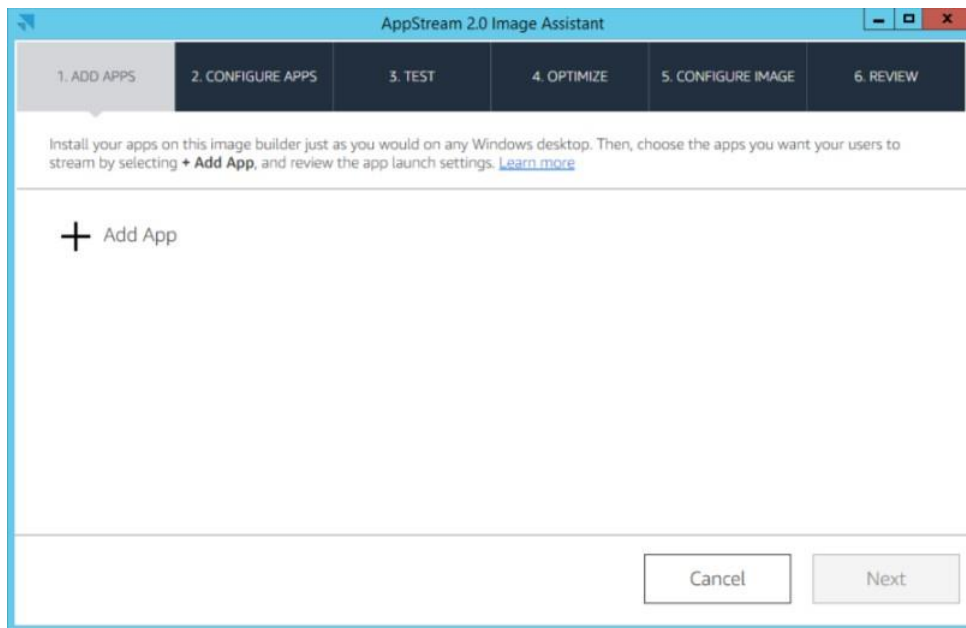 AppStream 2.0 Image Assistant
1. ADD APPS
2. CONFIGURE APPS
3. TEST
4. OPTIMIZE
5. CONFIGURE IMAGE
6. REVIEW
Install your apps on this image builder just as you would on any Windows desktop. Then, choose the apps you want your users to
stream by selecting + Add App, and review the app launch settings. Learn more
Add App
Cancel
Next